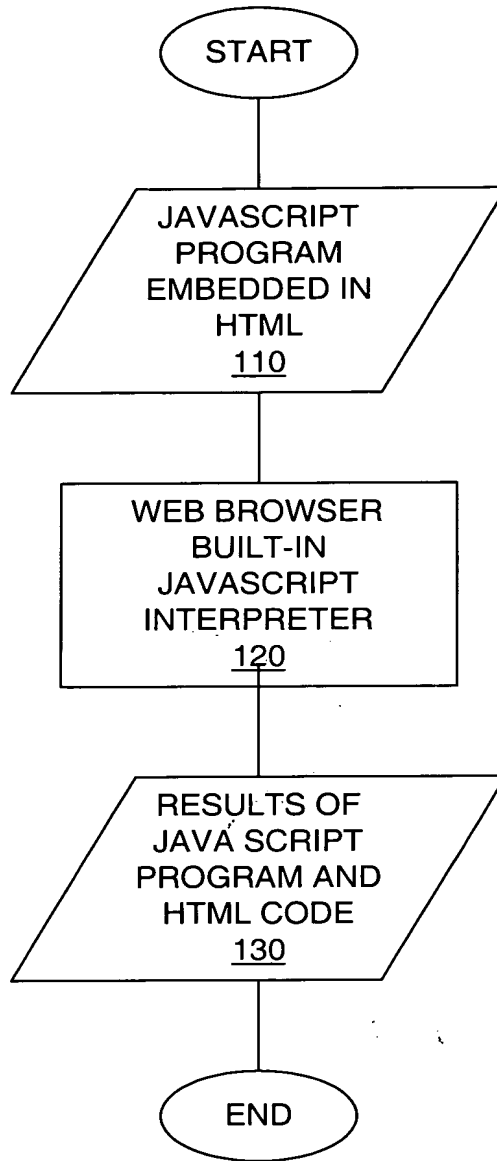 START
JAVASCRIPT
PROGRAM
EMBEDDED IN
HTML
110
WEB BROWSER
BUILT-IN
JAVASCRIPT
INTERPRETER
120
RESULTS OF
JAVA SCRIPT
PROGRAM AND
HTML CODE
130
END